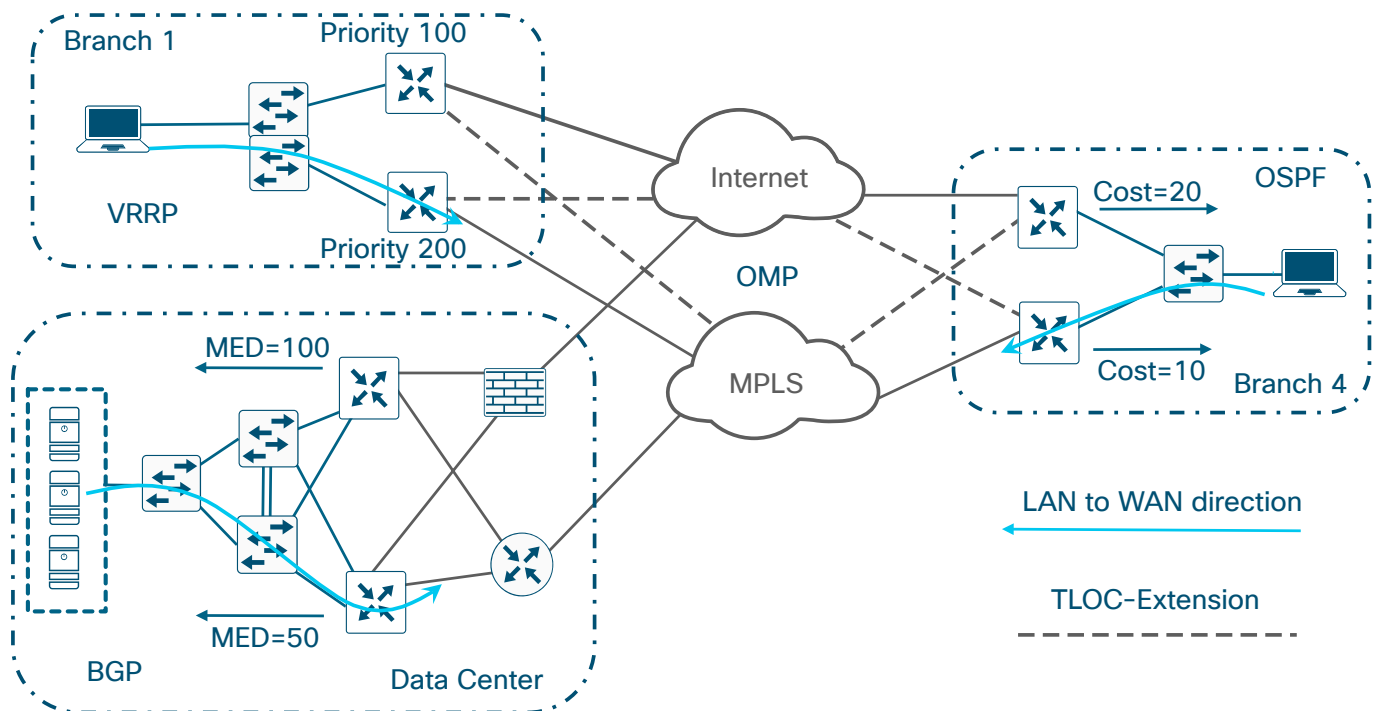 Branch 1
Priority 100
VRRP
Priority 200
Internet
OMP
MPLS
Cost=20
OSPF
Cost=10
Branch 4
MED=100
MED=50
BGP
Data Center
LAN to WAN direction
TLOC-Extension